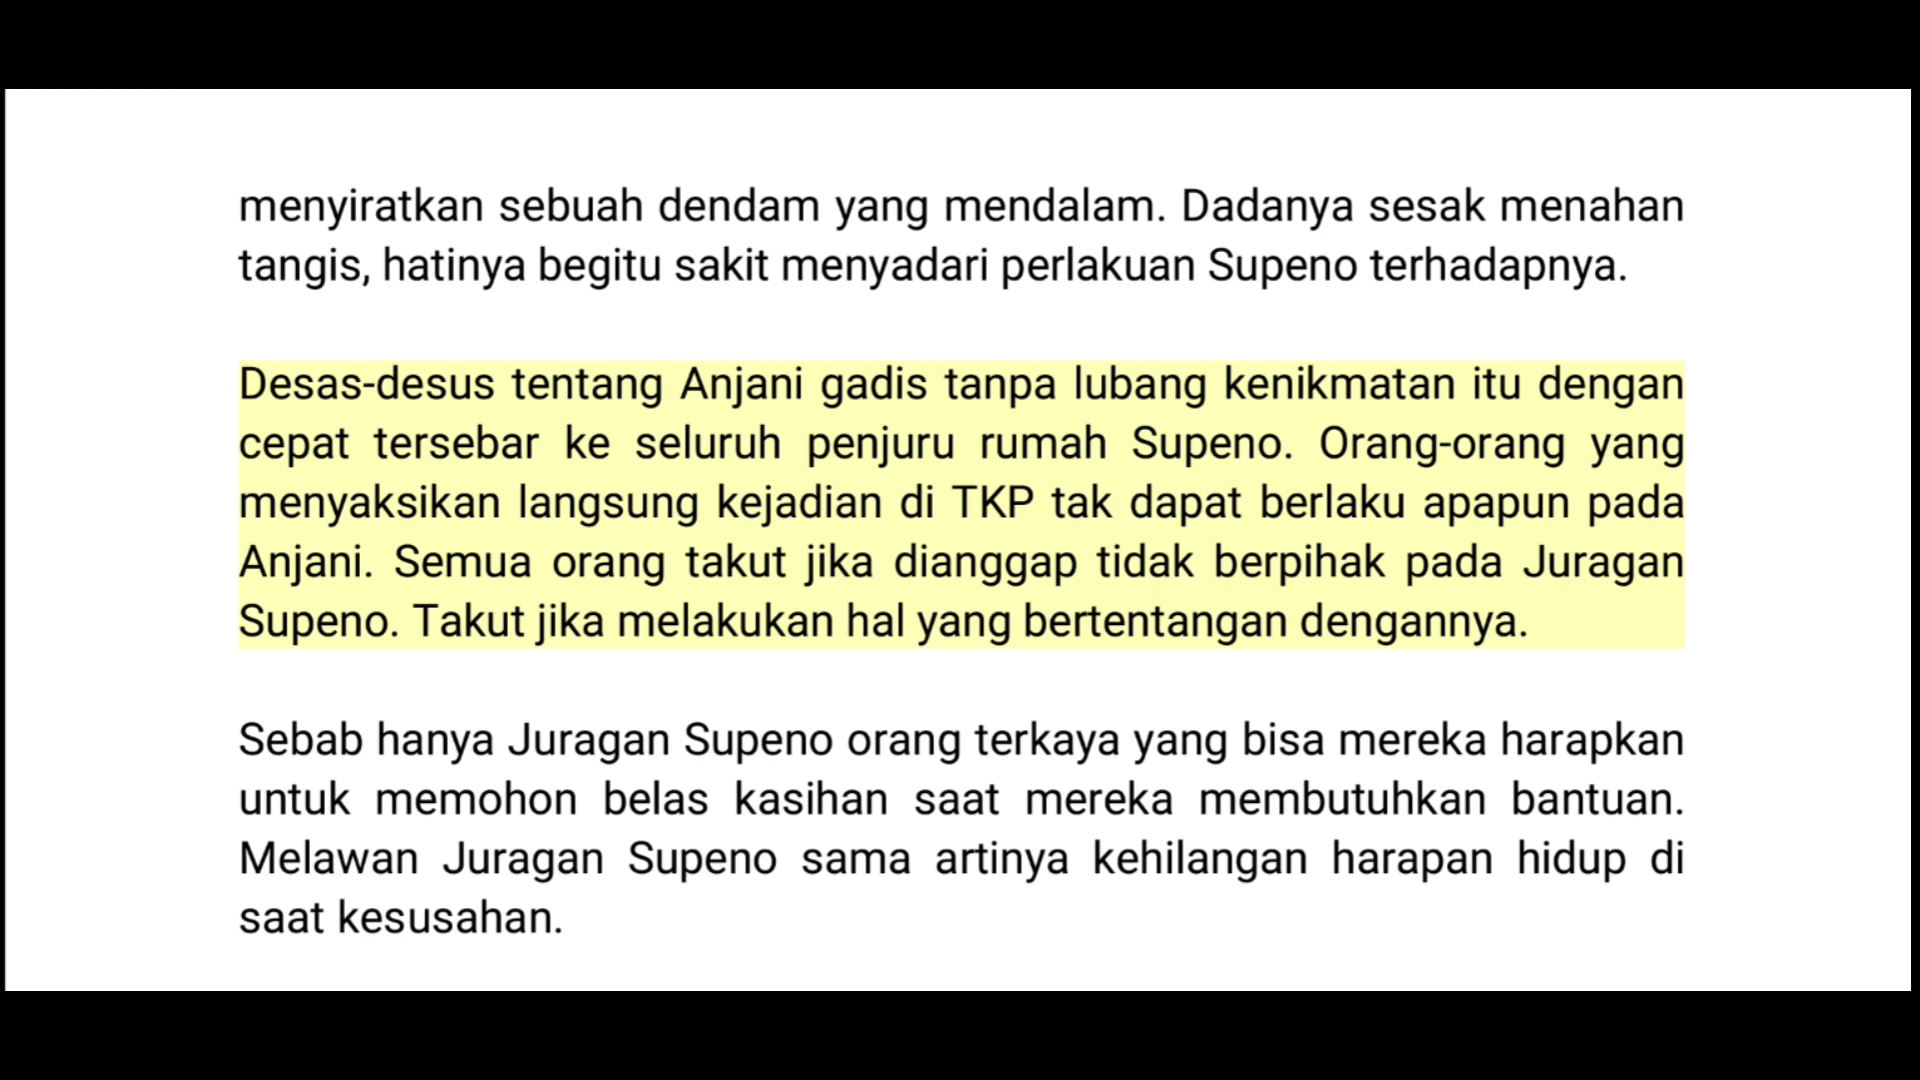 menyiratkan sebuah dendam yang mendalam. Dadanya sesak menahan
tangis, hatinya begitu sakit menyadari perlakuan Supeno terhadapnya.
Desas-desus tentang Anjani gadis tanpa lubang kenikmatan itu dengan
cepat tersebar ke seluruh penjuru rumah Supeno. Orang-orang yang
menyaksikan langsung kejadian di TKP tak dapat berlaku apapun pada
Anjani. Semua orang takut jika dianggap tidak berpihak pada Juragan
Supeno. Takut jika melakukan hal yang bertentangan dengannya.
Sebab hanya Juragan Supeno orang terkaya yang bisa mereka harapkan
untuk memohon belas kasihan saat mereka membutuhkan bantuan.
Melawan Juragan Supeno sama artinya kehilangan harapan hidup di
saat kesusahan.